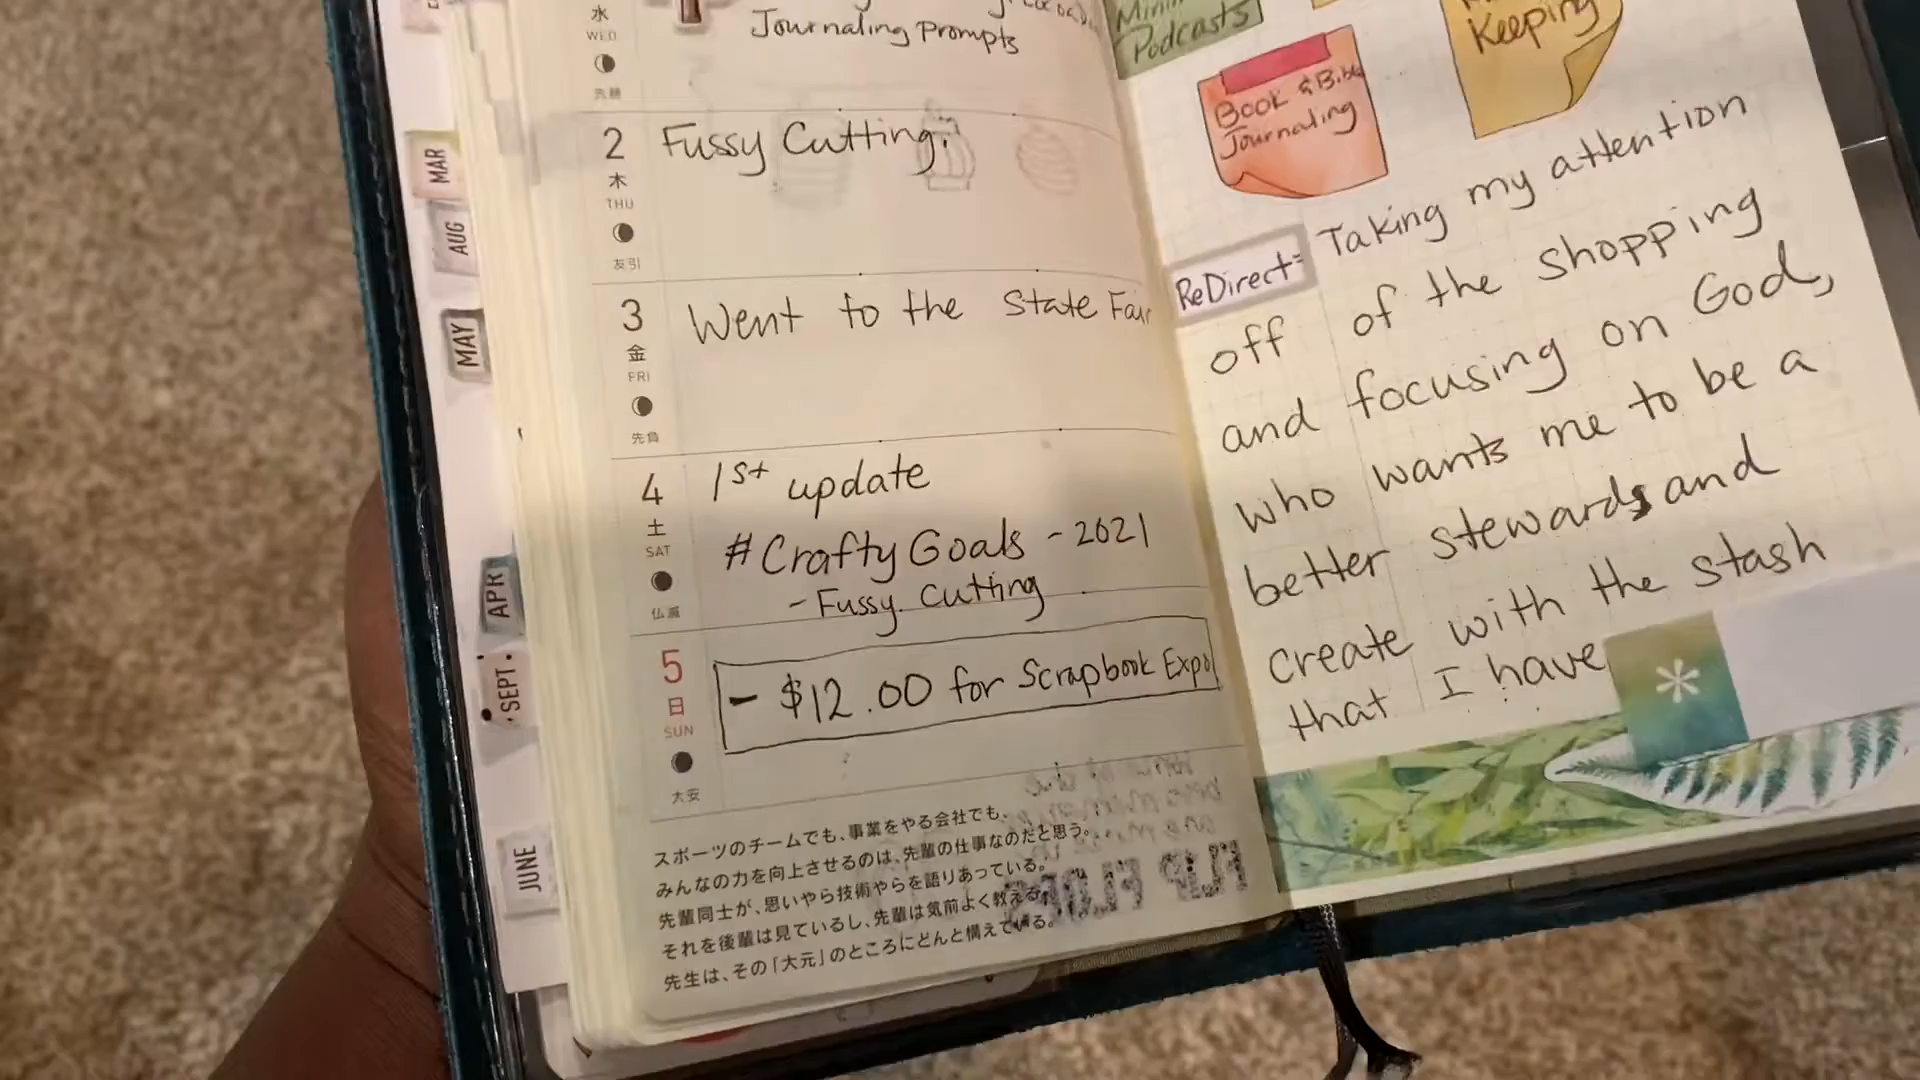 水
WED
Journaling Prompts
先勝
2
木
THU
友引
Fussy Cutting.
3
金
FRI
先負
Went to the State Fair
4
土
SAT
仏滅
1st update
#Crafty Goals - 2021
- Fussy Cutting
5
日
SUN
大安
- $12.00 for Scrapbook Expo
スポーツのチームでも、事業をやる会社でも、
みんなの力を向上させるのは、先輩の仕事なのだと思う。
先輩同士が、思いやら技術やらを語りあっている。
それを後輩は見ているし、先輩は気前よく教える。
先生は、その「大元」のところにどんと構えている。
MAR
AUG
MAY
APR
SEPT.
JUNE
Podcasts
Keeping
Book & Bible
Journaling
ReDirect= Taking my attention
off of the shopping
and focusing on God,
who wants me to be a
better stewards and
create with the stash
that I have
*
FLIP FLOPS